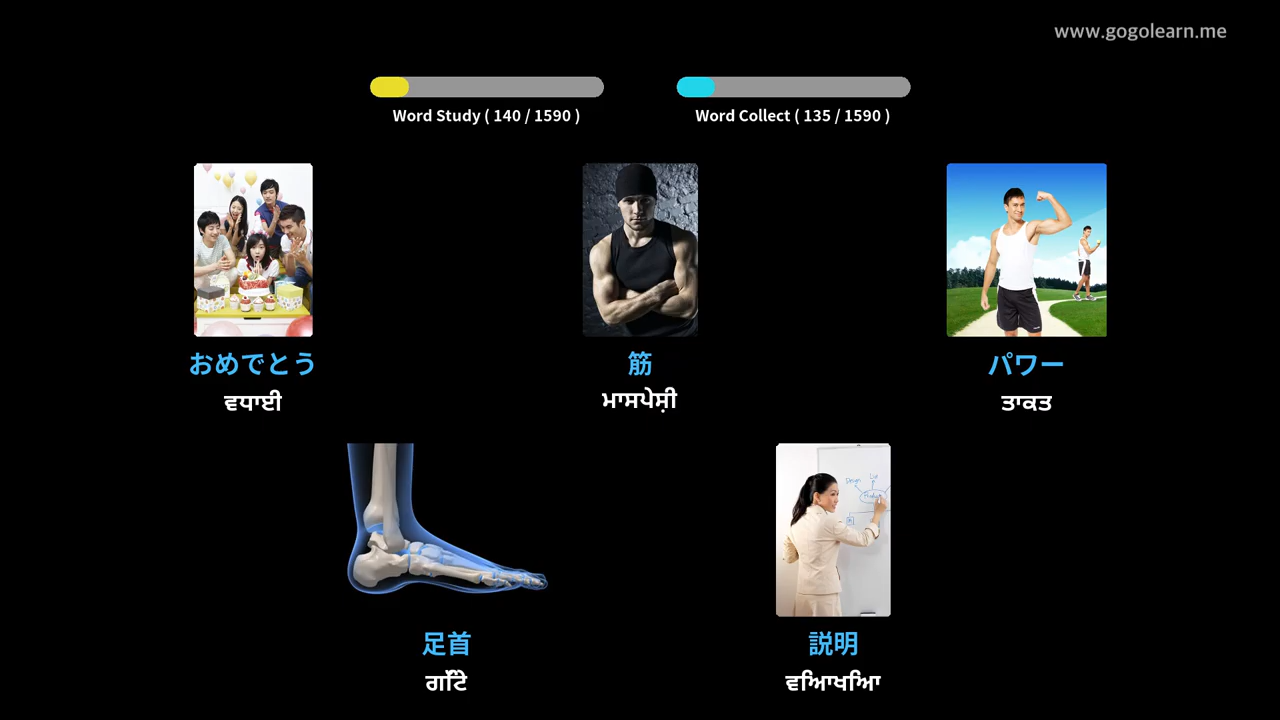 www.gogolearn.me
Word Study ( 140 / 1590 )
Word Collect ( 135 / 1590 )
おめでとう
ਵਧਾਈ
筋
ਮਾਸਪੇਸ਼ੀ
パワー
ਤਾਕਤ
足首
ਗਿੱਟੇ
説明
ਵਿਆਖਿਆ